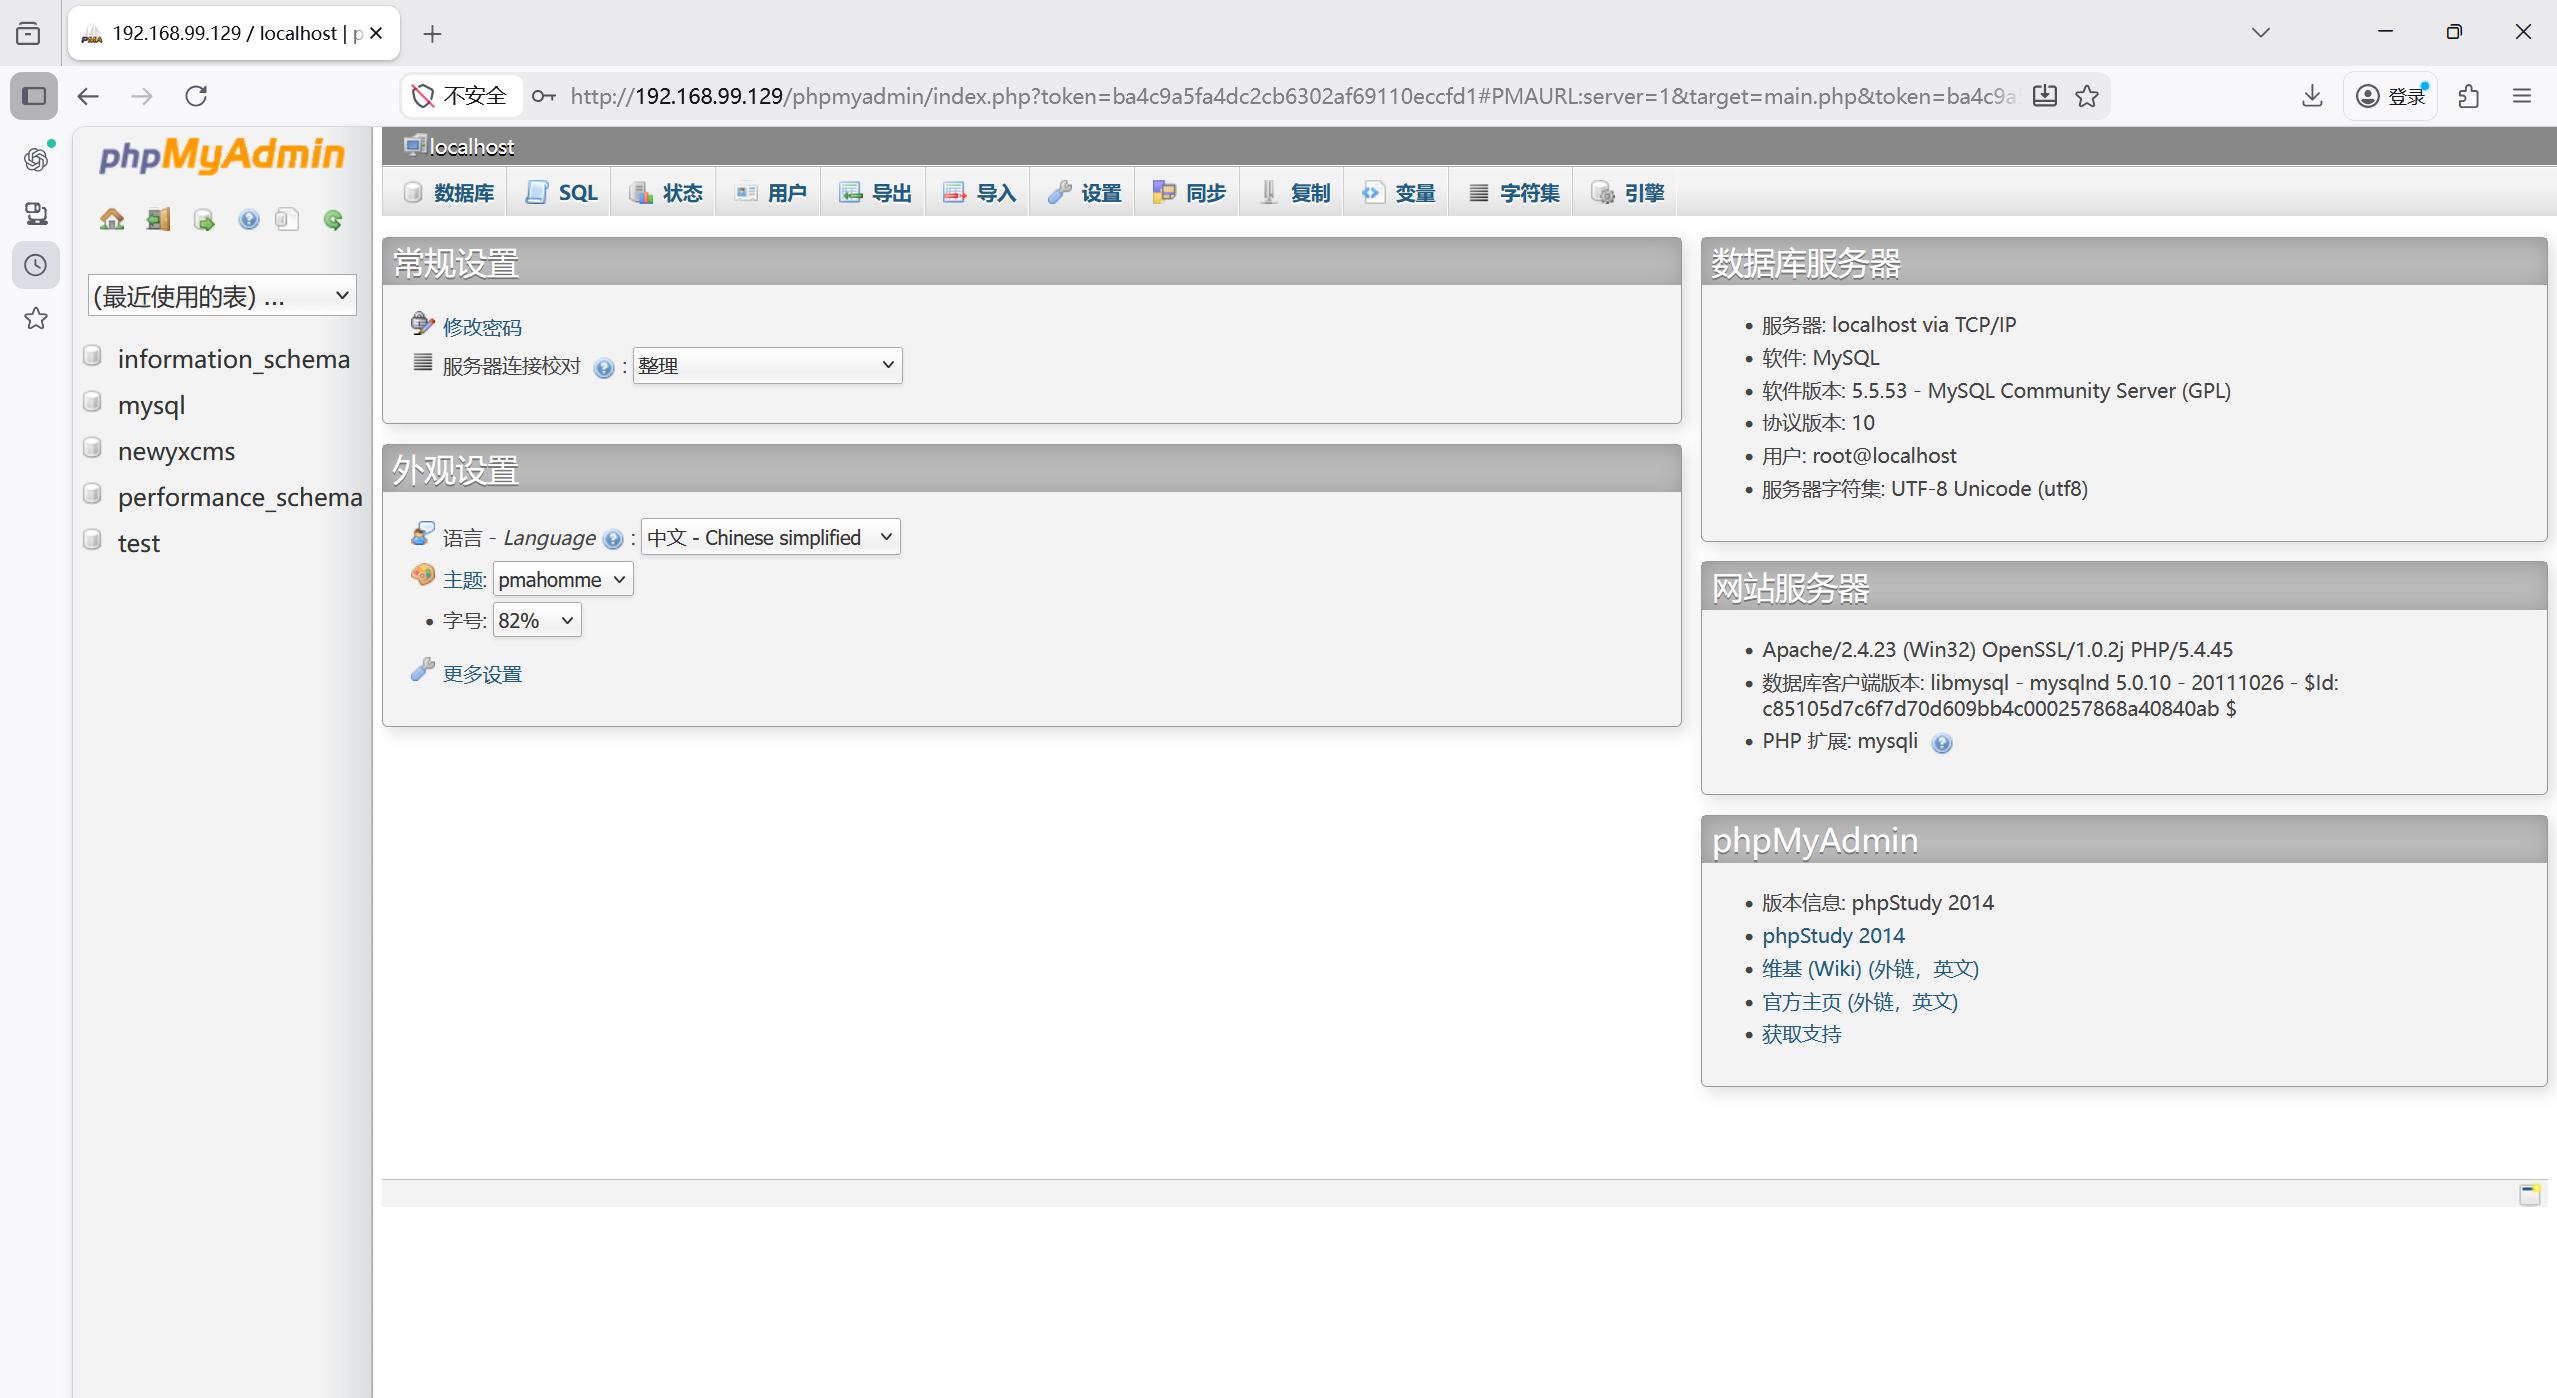 192.168.99.129 / localhost | p
不安全
http://192.168.99.129/phpmyadmin/index.php?token=ba4c9a5fa4dc2cb6302af69110eccfd1#PMAURL:server=1&target=main.php&token=ba4c9a
登录
phpMyAdmin
(最近使用的表) ...
information_schema
mysql
newyxcms
performance_schema
test
localhost
数据库
SQL
状态
用户
导出
导入
设置
同步
复制
变量
字符集
引擎
常规设置
修改密码
服务器连接校对 : 整理
外观设置
语言 - Language : 中文 - Chinese simplified
主题: pmahomme
字号: 82%
更多设置
数据库服务器
服务器: localhost via TCP/IP
软件: MySQL
软件版本: 5.5.53 - MySQL Community Server (GPL)
协议版本: 10
用户: root@localhost
服务器字符集: UTF-8 Unicode (utf8)
网站服务器
Apache/2.4.23 (Win32) OpenSSL/1.0.2j PHP/5.4.45
数据库客户端版本: libmysql - mysqlnd 5.0.10 - 20111026 - $Id:
c85105d7c6f7d70d609bb4c000257868a40840ab $
PHP 扩展: mysqli
phpMyAdmin
版本信息: phpStudy 2014
phpStudy 2014
维基 (Wiki) (外链，英文)
官方主页 (外链，英文)
获取支持